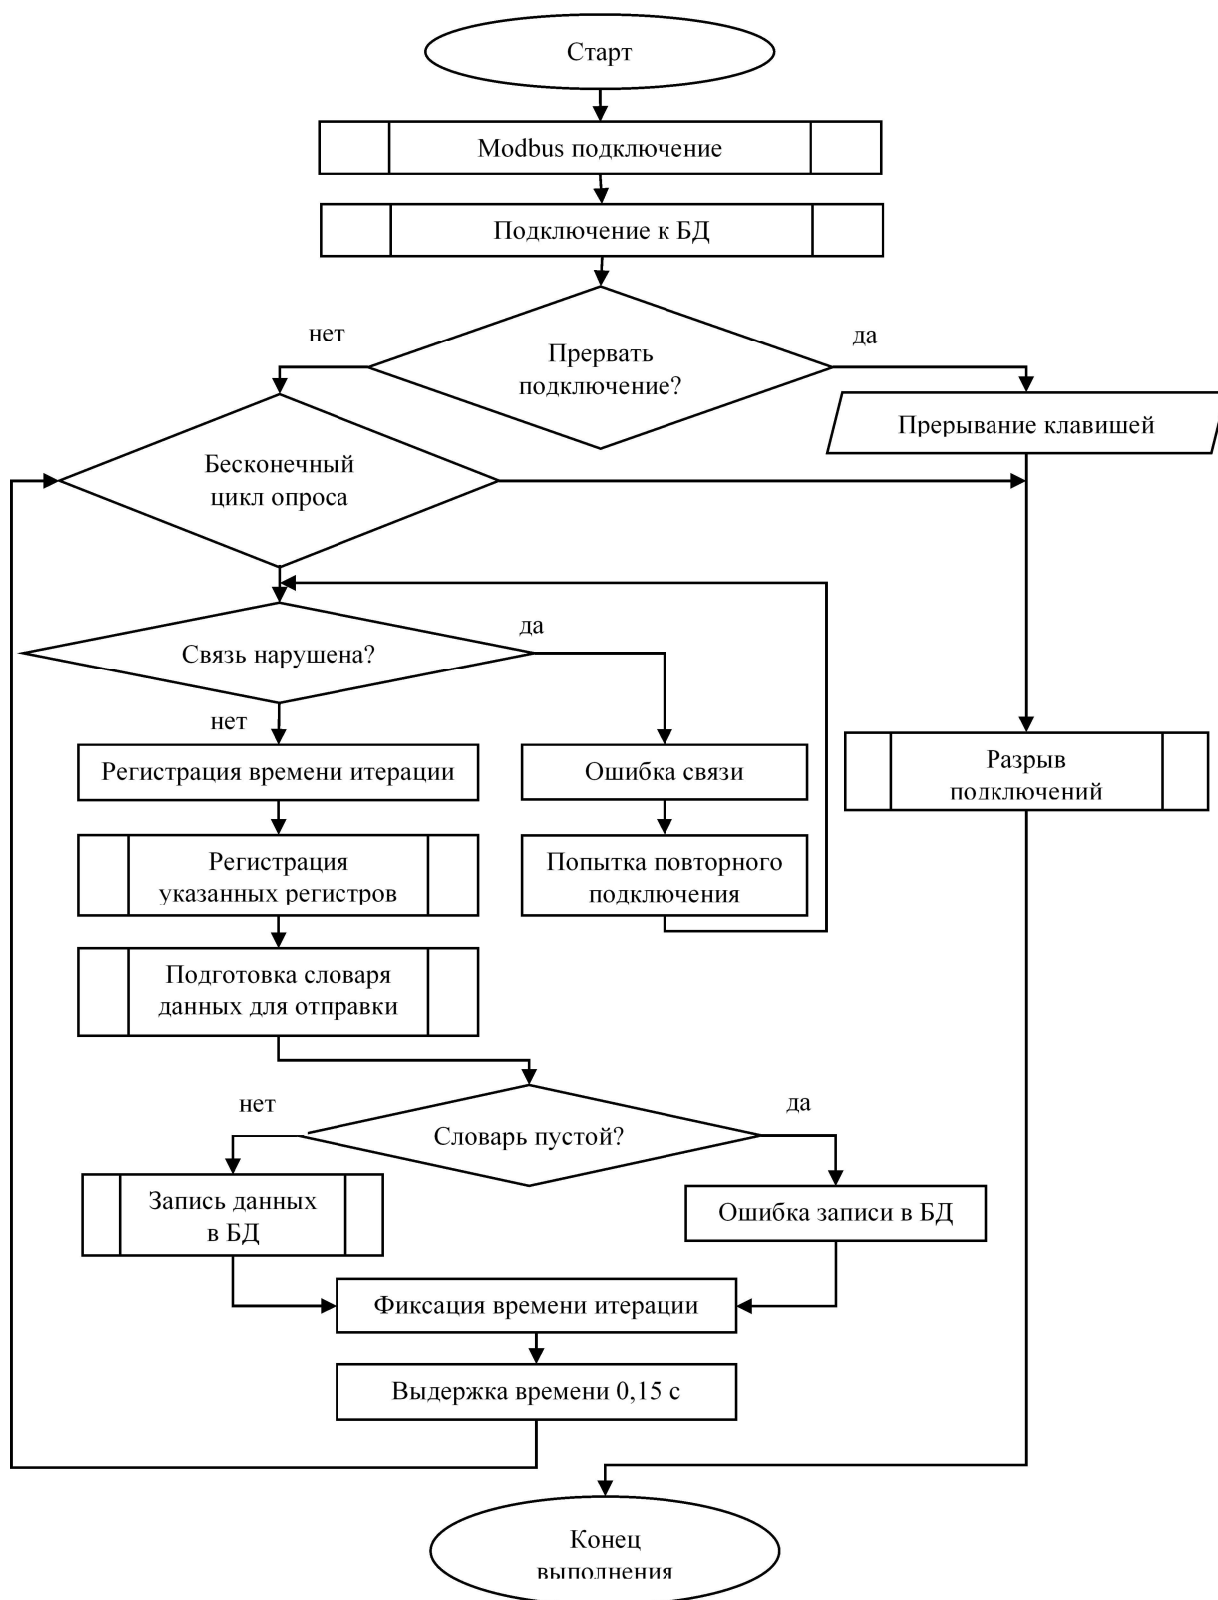 Старт
Modbus подключение
Подключение к БД
нет
да
Прервать
подключение?
Прерывание клавишей
Бесконечный
цикл опроса
да
Связь нарушена?
нет
Регистрация времени итерации
Ошибка связи
Разрыв
подключений
Регистрация
указанных регистров
Попытка повторного
подключения
Подготовка словаря
данных для отправки
нет
да
Словарь пустой?
Запись данных
в БД
Ошибка записи в БД
Фиксация времени итерации
Выдержка времени 0,15 с
Конец
выполнения